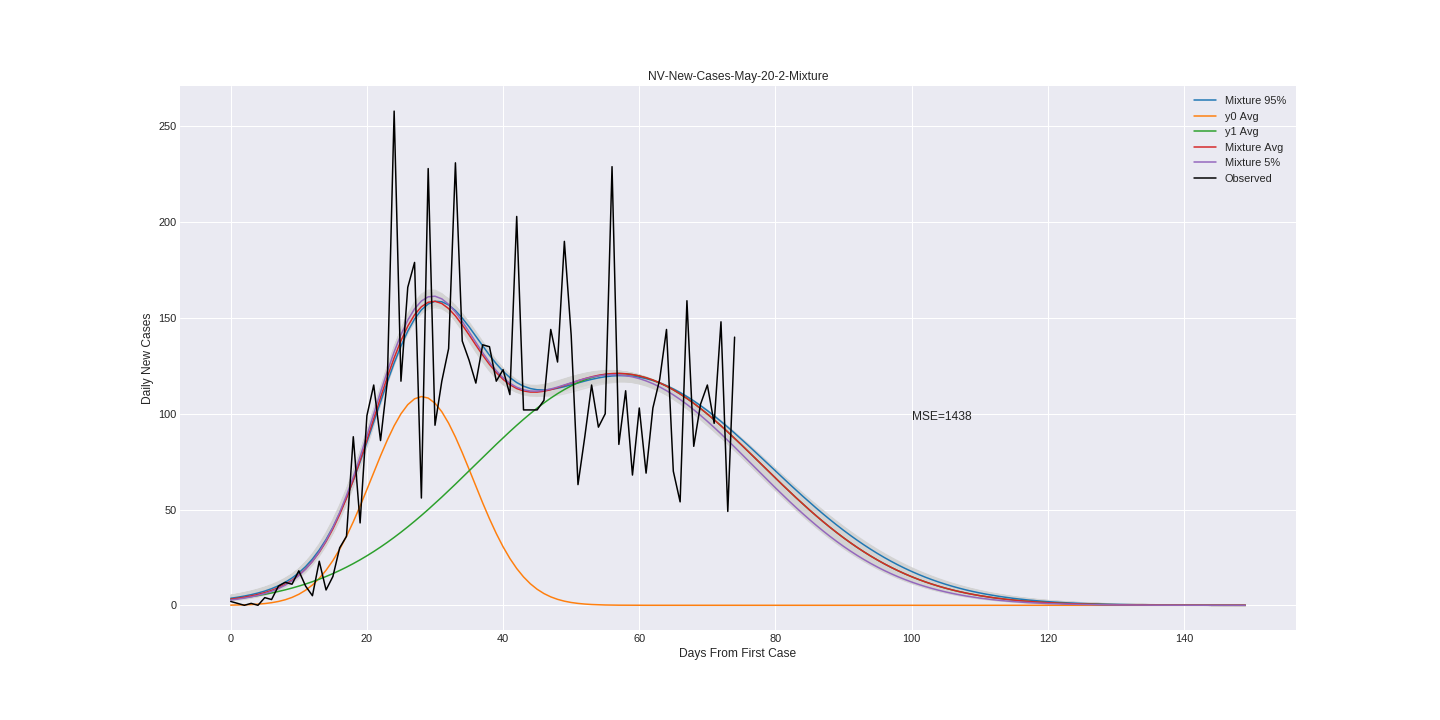 NV-New-Cases-May-20-2-Mixture
Mixture 95%
y0 Avg
y1 Avg
Mixture Avg
Mixture 5%
Observed
250
200
150
100
50
0
Daily New Cases
MSE=1438
0 20 40 60 80 100 120 140
Days From First Case